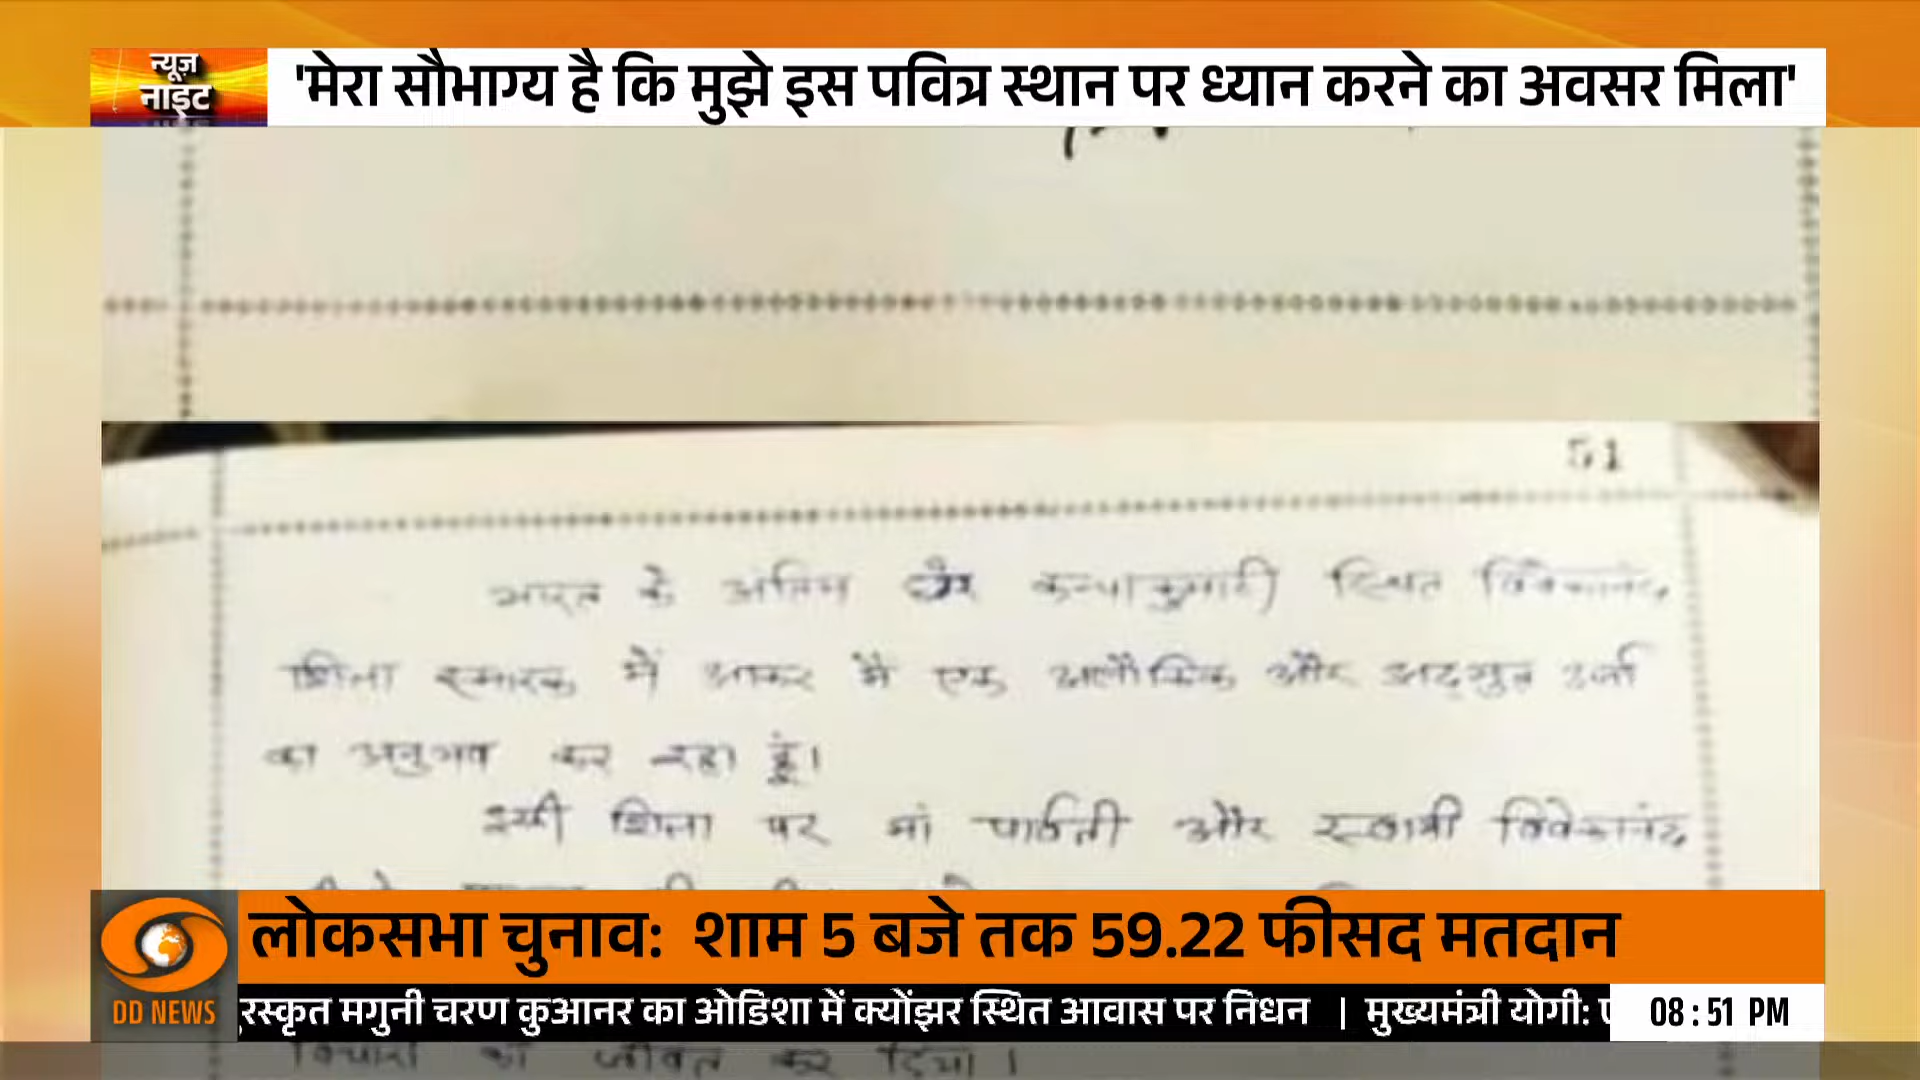 न्यूज़
नाइट
'मेरा सौभाग्य है कि मुझे इस पवित्र स्थान पर ध्यान करने का अवसर मिला'
51
भारत के अंतिम छोर कन्याकुमारी स्थित विवेकानंद
शिला स्मारक में आकर मैं एक अलौकिक और अद्भुत ऊर्जा
का अनुभव कर रहा हूं।
इसी शिला पर मां पार्वती और स्वामी विवेकानंद
लोकसभा चुनाव: शाम 5 बजे तक 59.22 फीसद मतदान
DD NEWS
रस्कृत मगुनी चरण कुआनर का ओडिशा में क्योंझर स्थित आवास पर निधन | मुख्यमंत्री योगी:
08:51 PM
विचारों को जीवंत कर दिया।